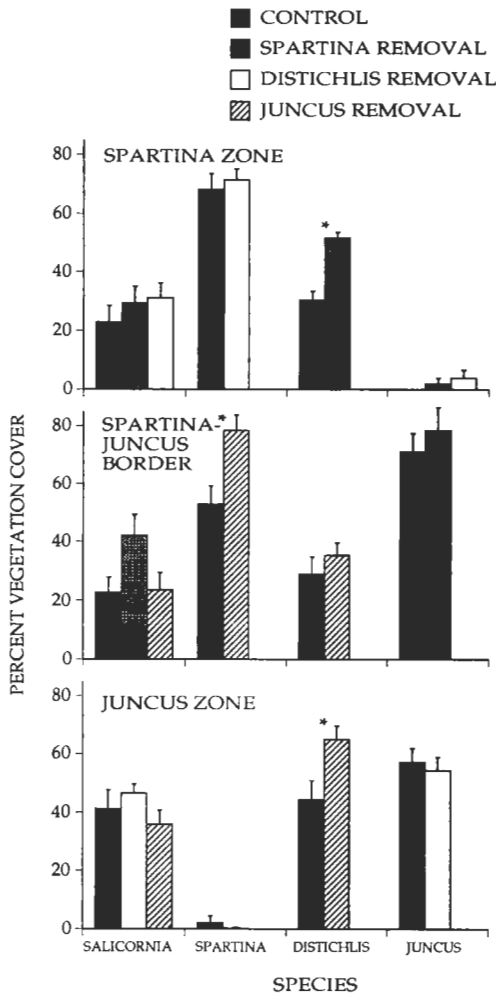 CONTROL
SPARTINA REMOVAL
DISTICHLIS REMOVAL
JUNCUS REMOVAL
SPARTINA ZONE
80
60
40
20
0
*
SPARTINA-
JUNCUS
BORDER
80
60
40
20
0
*
JUNCUS ZONE
80
60
40
20
0
*
PERCENT VEGETATION COVER
SALICORNIA
SPARTINA
DISTICHLIS
JUNCUS
SPECIES